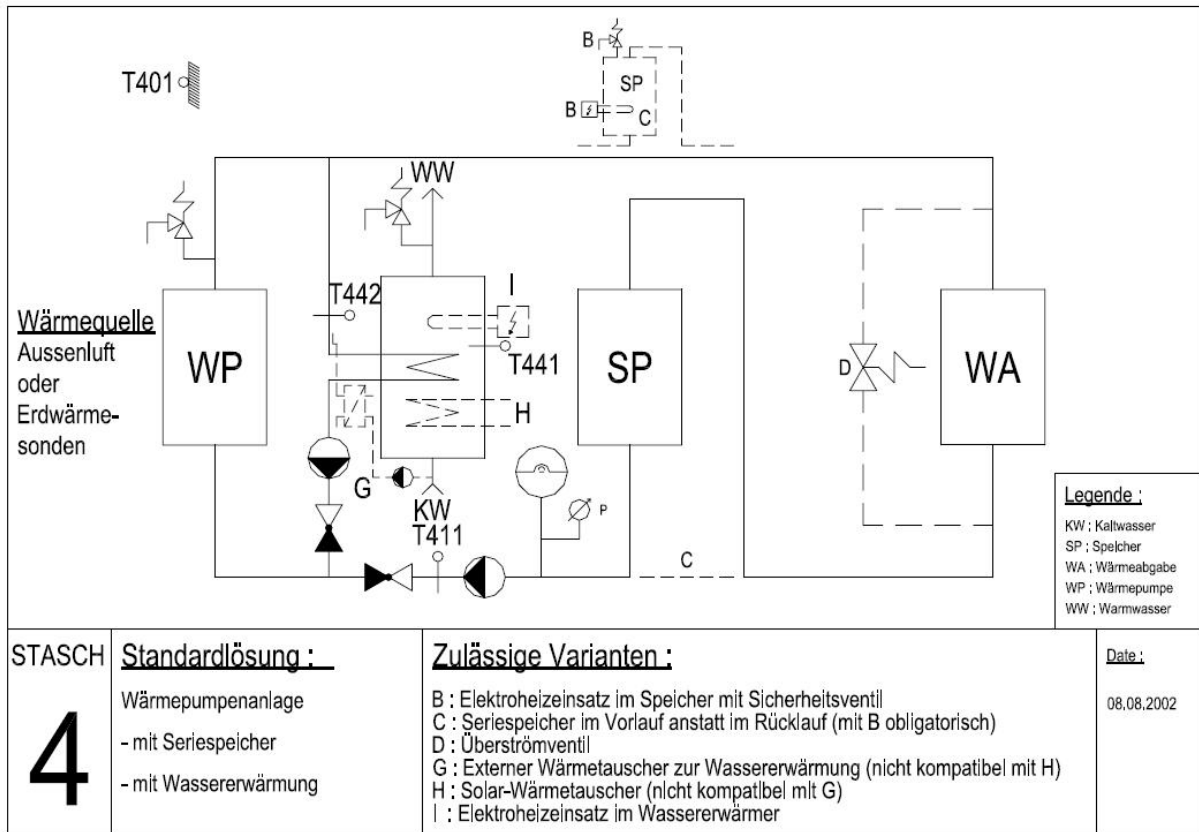 B
SP
T401
B
C
WW
T442
I
Wärmequelle
Aussenluft
oder
Erdwärme-
sonden
WP
T441
SP
D
WA
H
G
KW
T411
P
C
Legende :
KW : Kaltwasser
SP : Speicher
WA : Wärmeabgabe
WP : Wärmepumpe
WW : Warmwasser
STASCH
4
Standardlösung :
Wärmepumpenanlage
- mit Seriespeicher
- mit Wassererwärmung
Zulässige Varianten :
B : Elektroheizeinsatz im Speicher mit Sicherheitsventil
C : Seriespeicher im Vorlauf anstatt im Rücklauf (mit B obligatorisch)
D : Überströmventil
G : Externer Wärmetauscher zur Wassererwärmung (nicht kompatibel mit H)
H : Solar-Wärmetauscher (nicht kompatibel mit G)
I : Elektroheizeinsatz im Wassererwärmer
Date :
08.08.2002